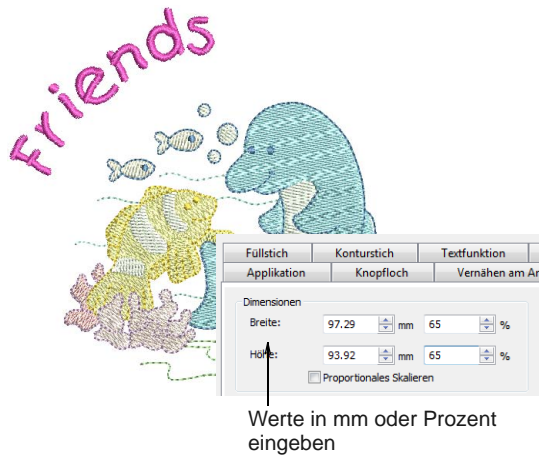 Friends
Füllstich Konturstich Textfunktion
Applikation Knopfloch Vernähen am An
Dimensionen
Breite: 97.29 mm 65 %
Höhe: 93.92 mm 65 %
Proportionales Skalieren
Werte in mm oder Prozent
eingeben